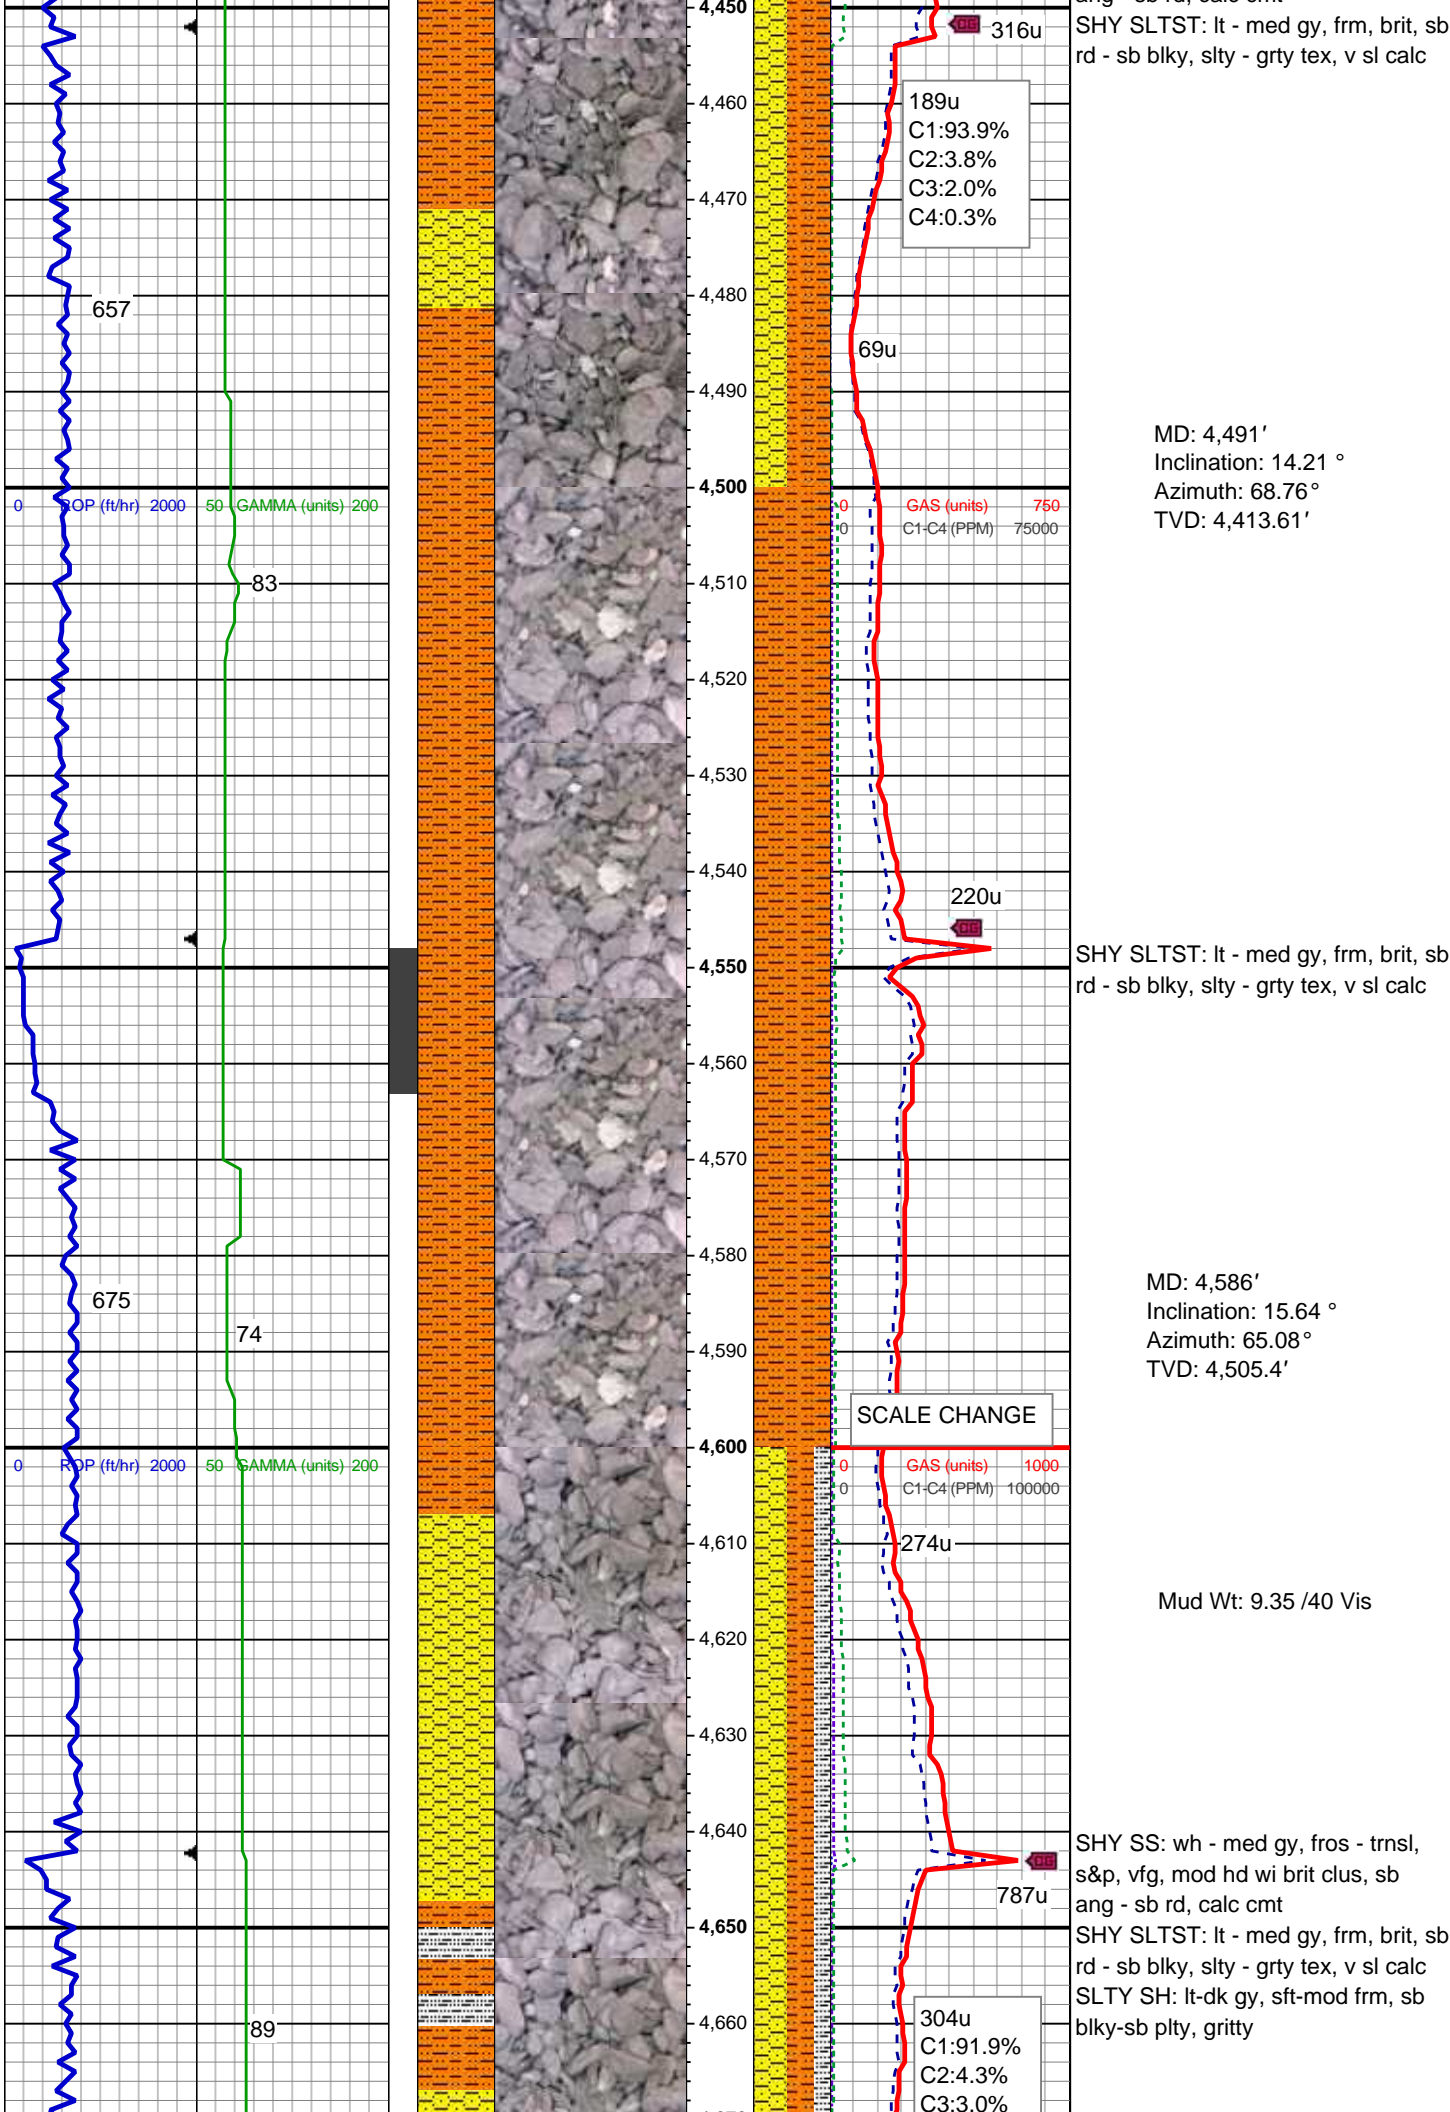 4,450
ang - sb rd, calc cmt
CG 316u
SHY SLTST: lt - med gy, frm, brit, sb
rd - sb blky, slty - grty tex, v sl calc
4,460
189u
C1:93.9%
C2:3.8%
C3:2.0%
C4:0.3%
4,470
4,480
657
69u
4,490
MD: 4,491'
Inclination: 14.21 °
Azimuth: 68.76°
TVD: 4,413.61'
4,500
0 ROP (ft/hr) 2000 50 GAMMA (units) 200
0 GAS (units) 750
0 C1-C4 (PPM) 75000
4,510
83
4,520
4,530
4,540
220u
CG
4,550
SHY SLTST: lt - med gy, frm, brit, sb
rd - sb blky, slty - grty tex, v sl calc
4,560
4,570
4,580
675
74
4,590
MD: 4,586'
Inclination: 15.64 °
Azimuth: 65.08°
TVD: 4,505.4'
SCALE CHANGE
4,600
0 ROP (ft/hr) 2000 50 GAMMA (units) 200
0 GAS (units) 1000
0 C1-C4 (PPM) 100000
4,610
274u
Mud Wt: 9.35 /40 Vis
4,620
4,630
4,640
CG
787u
SHY SS: wh - med gy, fros - trnsl,
s&p, vfg, mod hd wi brit clus, sb
ang - sb rd, calc cmt
4,650
SHY SLTST: lt - med gy, frm, brit, sb
rd - sb blky, slty - grty tex, v sl calc
SLTY SH: lt-dk gy, sft-mod frm, sb
blky-sb plty, gritty
4,660
89
304u
C1:91.9%
C2:4.3%
C3:3.0%